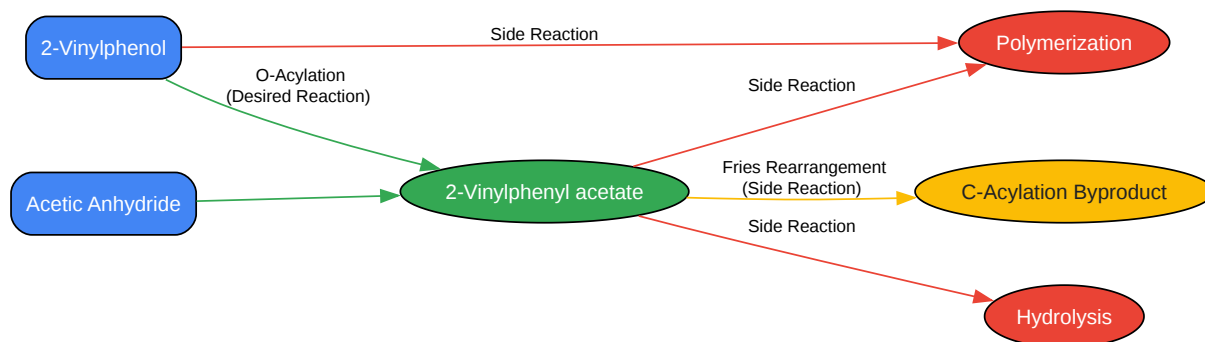 2-Vinylphenol
Side Reaction
Polymerization
O-Acylation
(Desired Reaction)
Side Reaction
Acetic Anhydride
2-Vinylphenyl acetate
Fries Rearrangement
(Side Reaction)
C-Acylation Byproduct
Side Reaction
Hydrolysis